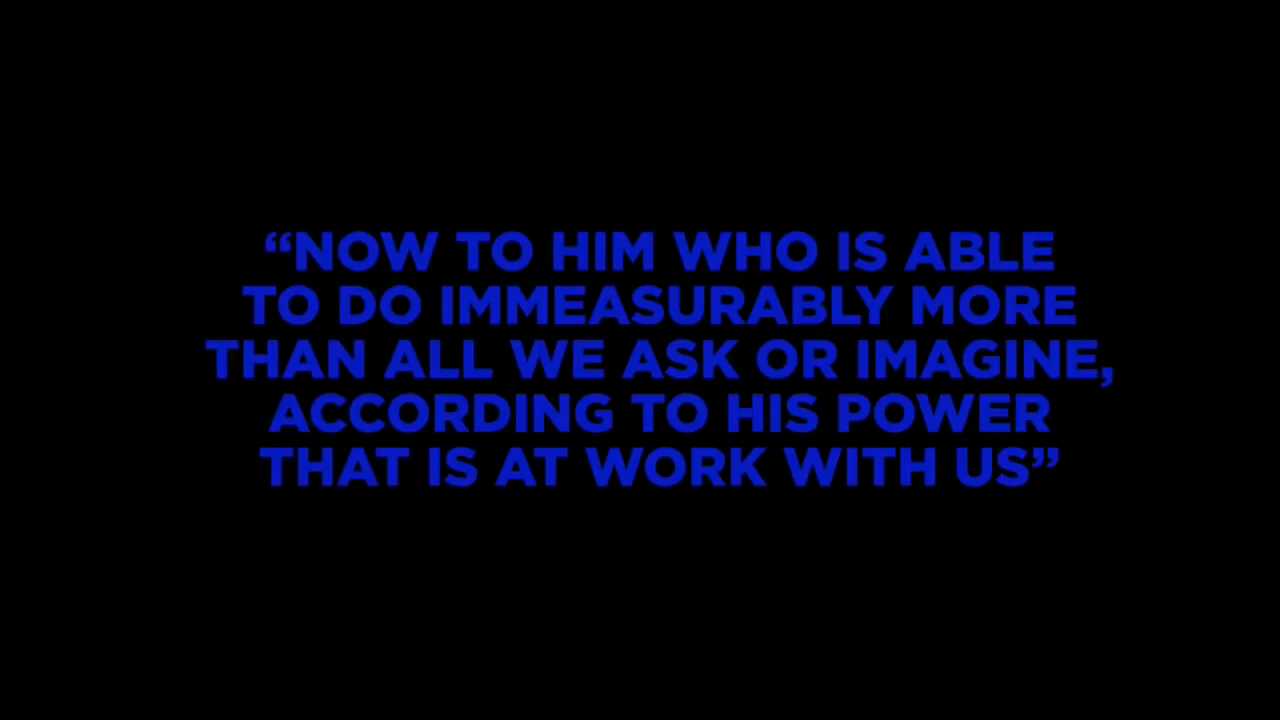 “NOW TO HIM WHO IS ABLE
TO DO IMMEASURABLY MORE
THAN ALL WE ASK OR IMAGINE,
ACCORDING TO HIS POWER
THAT IS AT WORK WITH US”